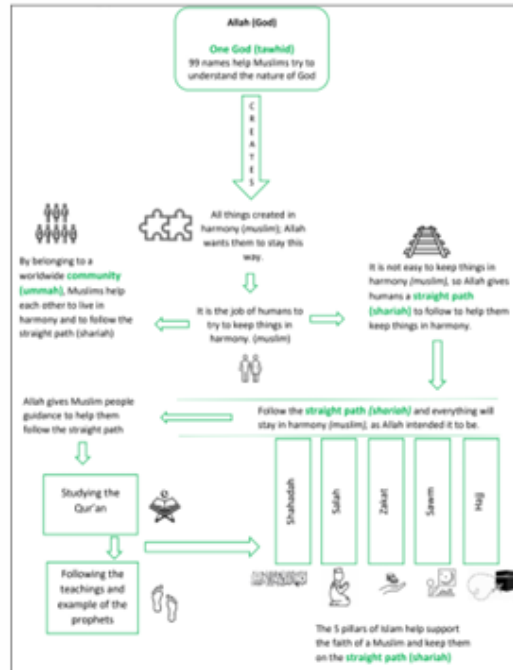 Allah (God)
One God (tawhid)
99 names help Muslims try to
understand the nature of God
CREATES
All things created in
harmony (muslim); Allah
wants them to stay this
way.
By belonging to a
worldwide community
(ummah), Muslims help
each other to live in
harmony and to follow the
straight path (shariah)
It is the job of humans to
try to keep things in
harmony. (muslim)
It is not easy to keep things in
harmony (muslim), so Allah gives
humans a straight path
(shariah) to follow to help them
keep things in harmony.
Allah gives Muslim people
guidance to help them
follow the straight path
Follow the straight path (shariah) and everything will
stay in harmony (muslim), as Allah intended it to be.
Studying the
Qur'an
Following the
teachings and
example of the
prophets
Shahadah
Salah
Zakat
Sawm
Hajj
The 5 pillars of Islam help support
the faith of a Muslim and keep them
on the straight path (shariah)